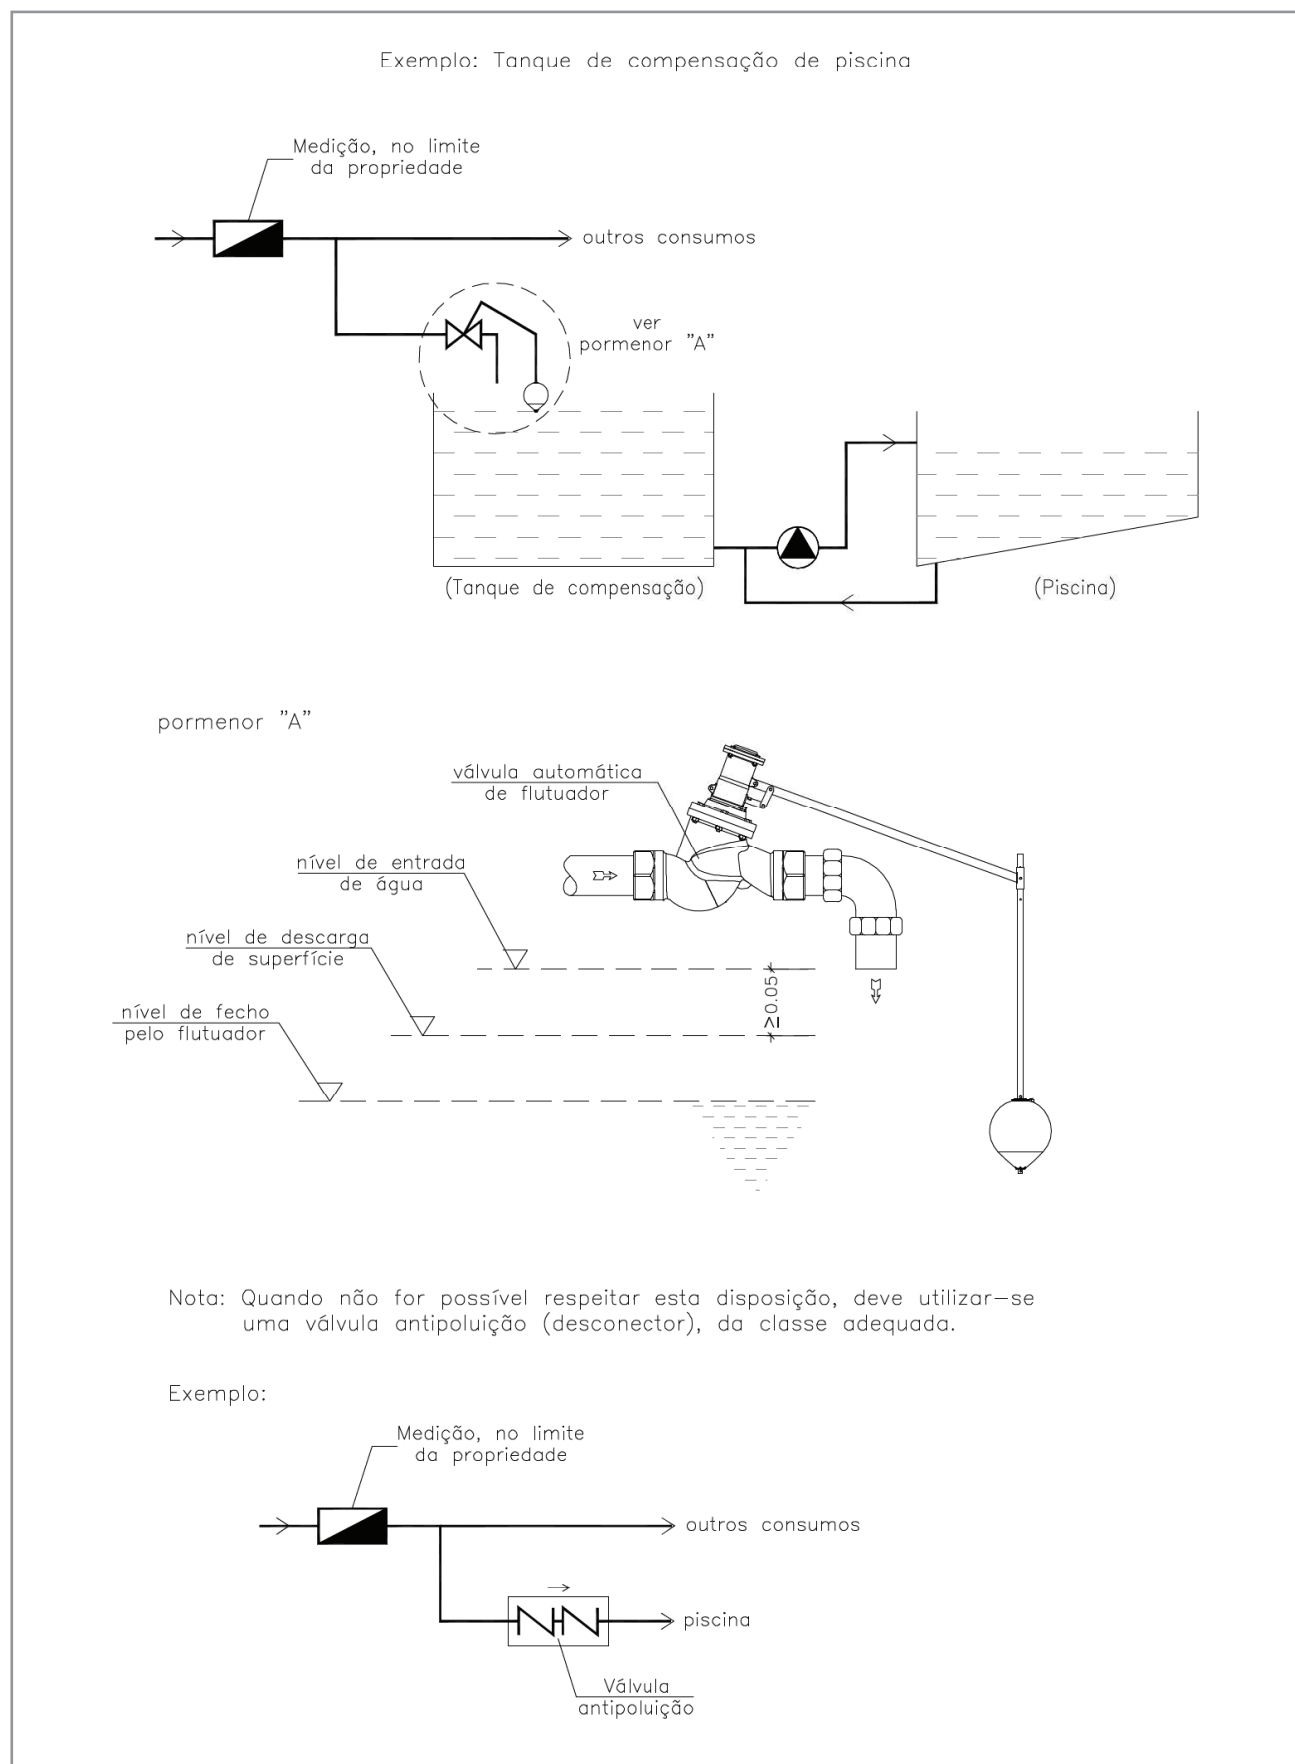 Exemplo: Tanque de compensação de piscina
Medição, no limite
da propriedade
outros consumos
ver
pormenor "A"
(Tanque de compensação)
(Piscina)
pormenor "A"
válvula automática
de flutuador
nível de entrada
de água
nível de descarga
de superfície
≥0.05
nível de fecho
pelo flutuador
Nota: Quando não for possível respeitar esta disposição, deve utilizar-se
uma válvula antipoluição (desconector), da classe adequada.
Exemplo:
Medição, no limite
da propriedade
outros consumos
piscina
Válvula
antipoluição